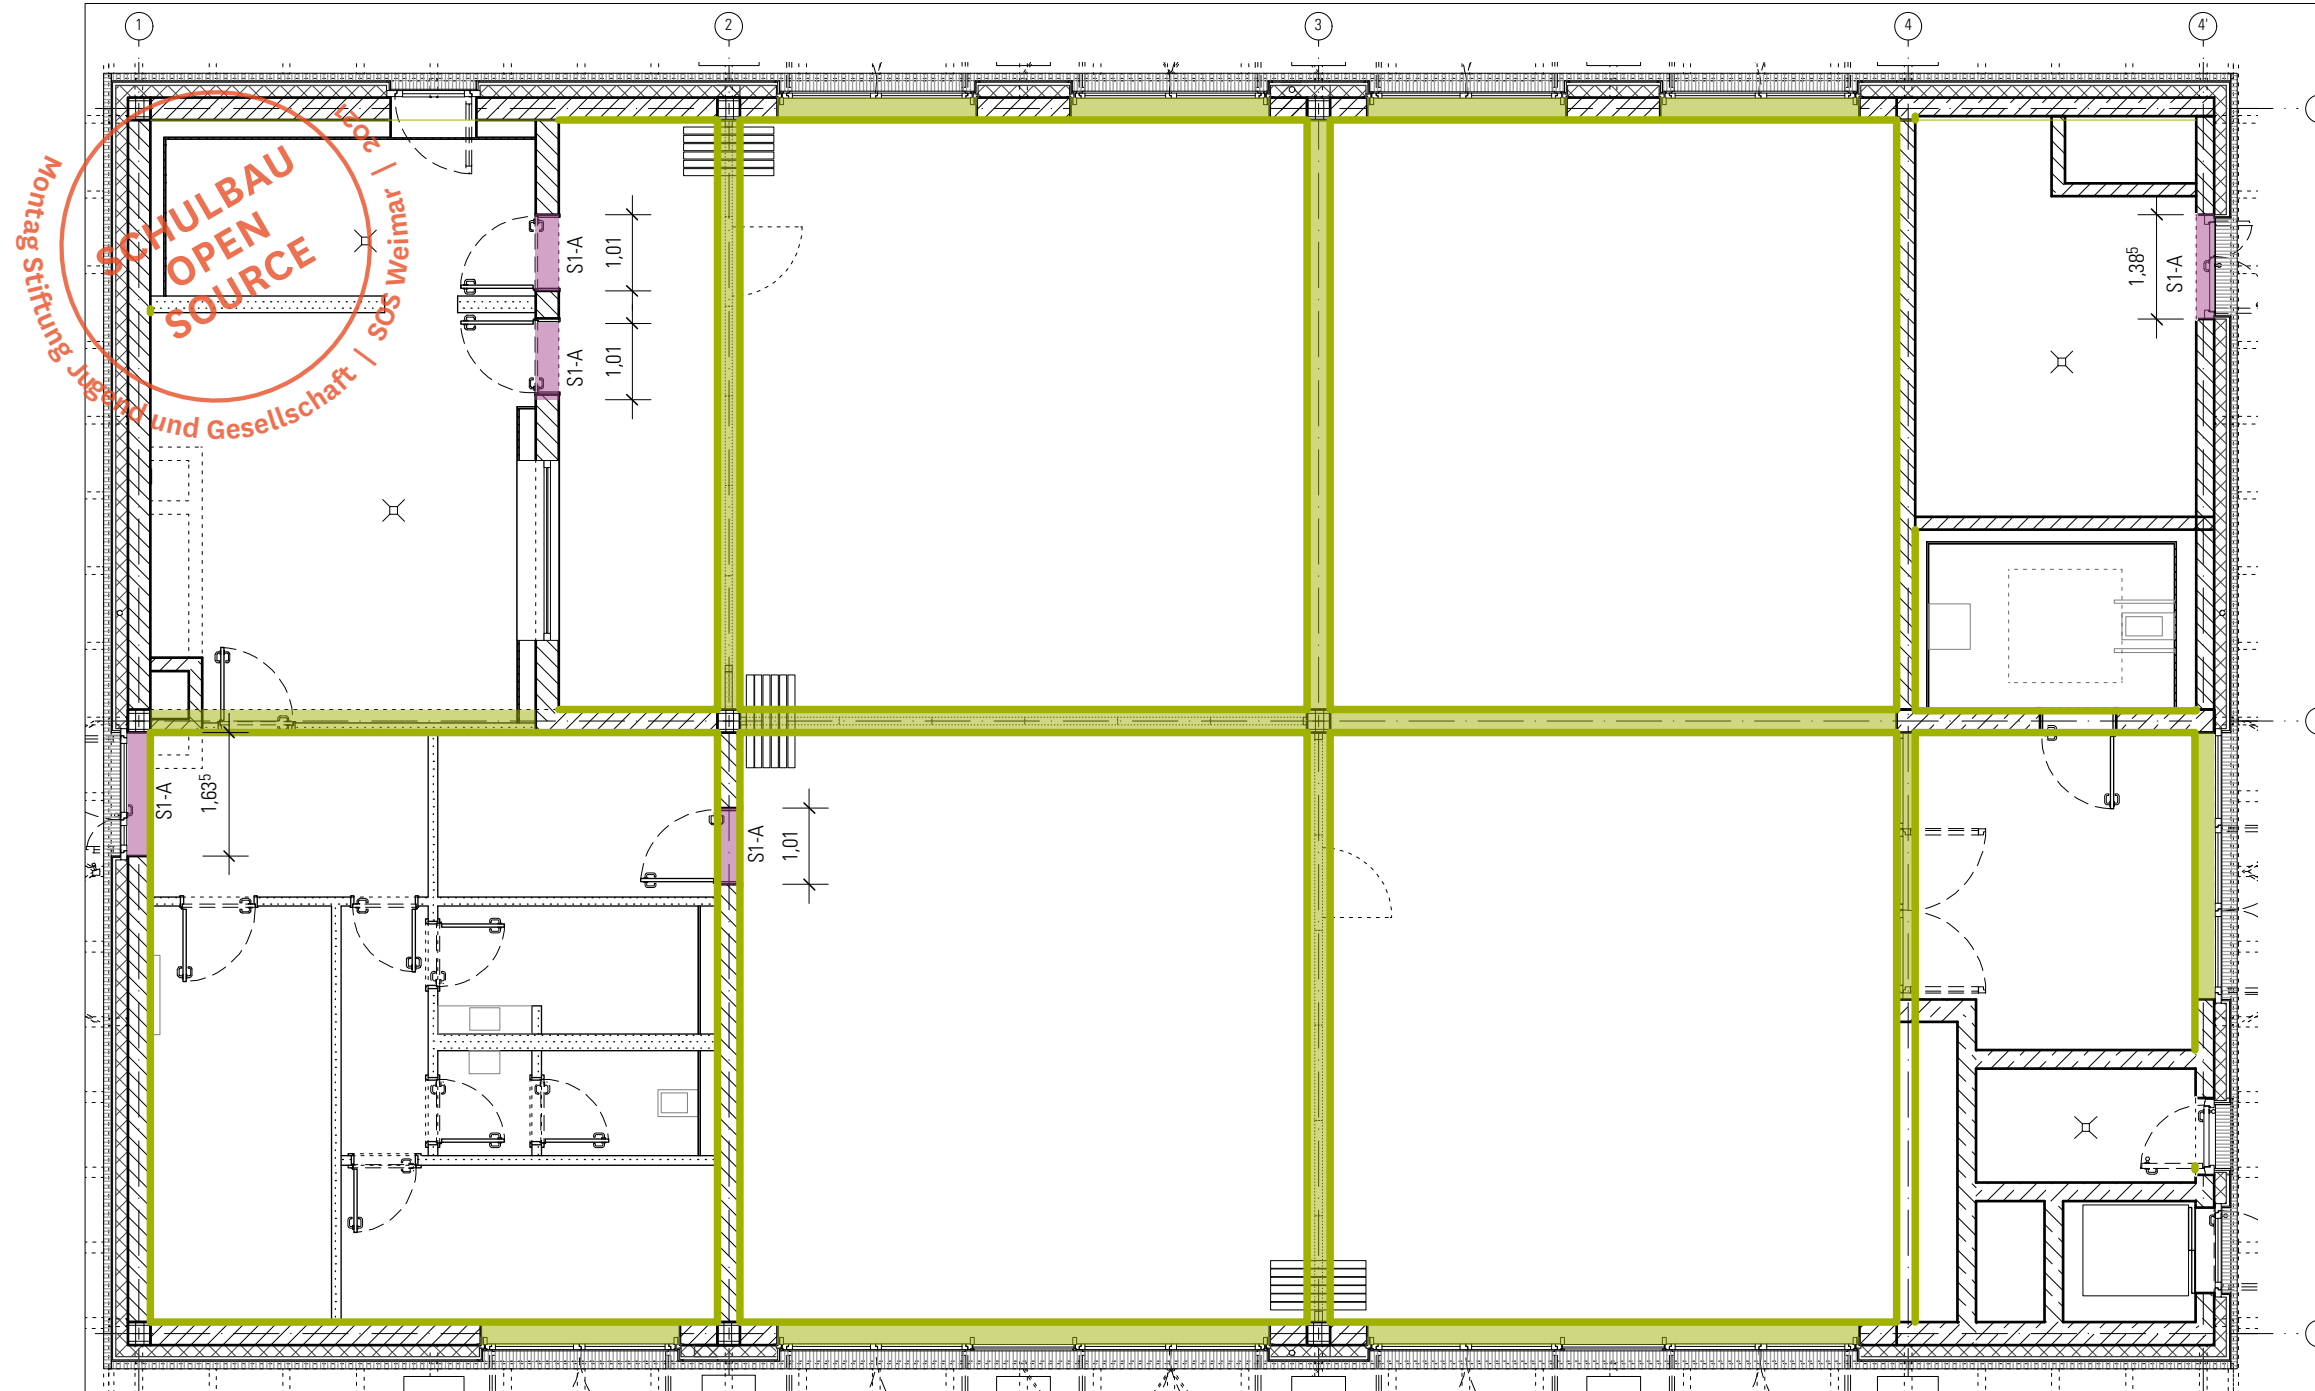 1
2
3
4
4'
SCHULBAU
OPEN
SOURCE
Montag Stiftung Jugend und Gesellschaft | SOS Weimar | 2021
S1-A
1,01
S1-A
1,01
1,38⁵
S1-A
S1-A
1,63⁵
S1-A
1,01